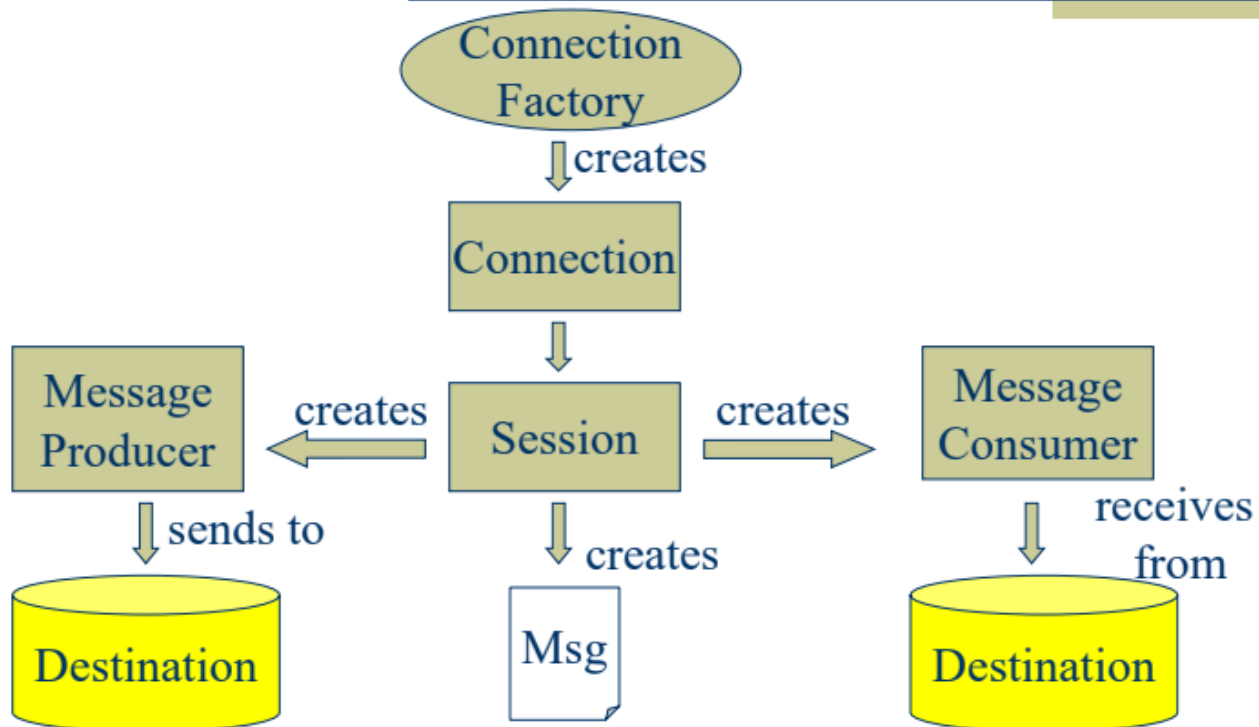 Connection
Factory
creates
Connection
Message
Producer
creates
Session
creates
Message
Consumer
sends to
creates
receives
from
Destination
Msg
Destination